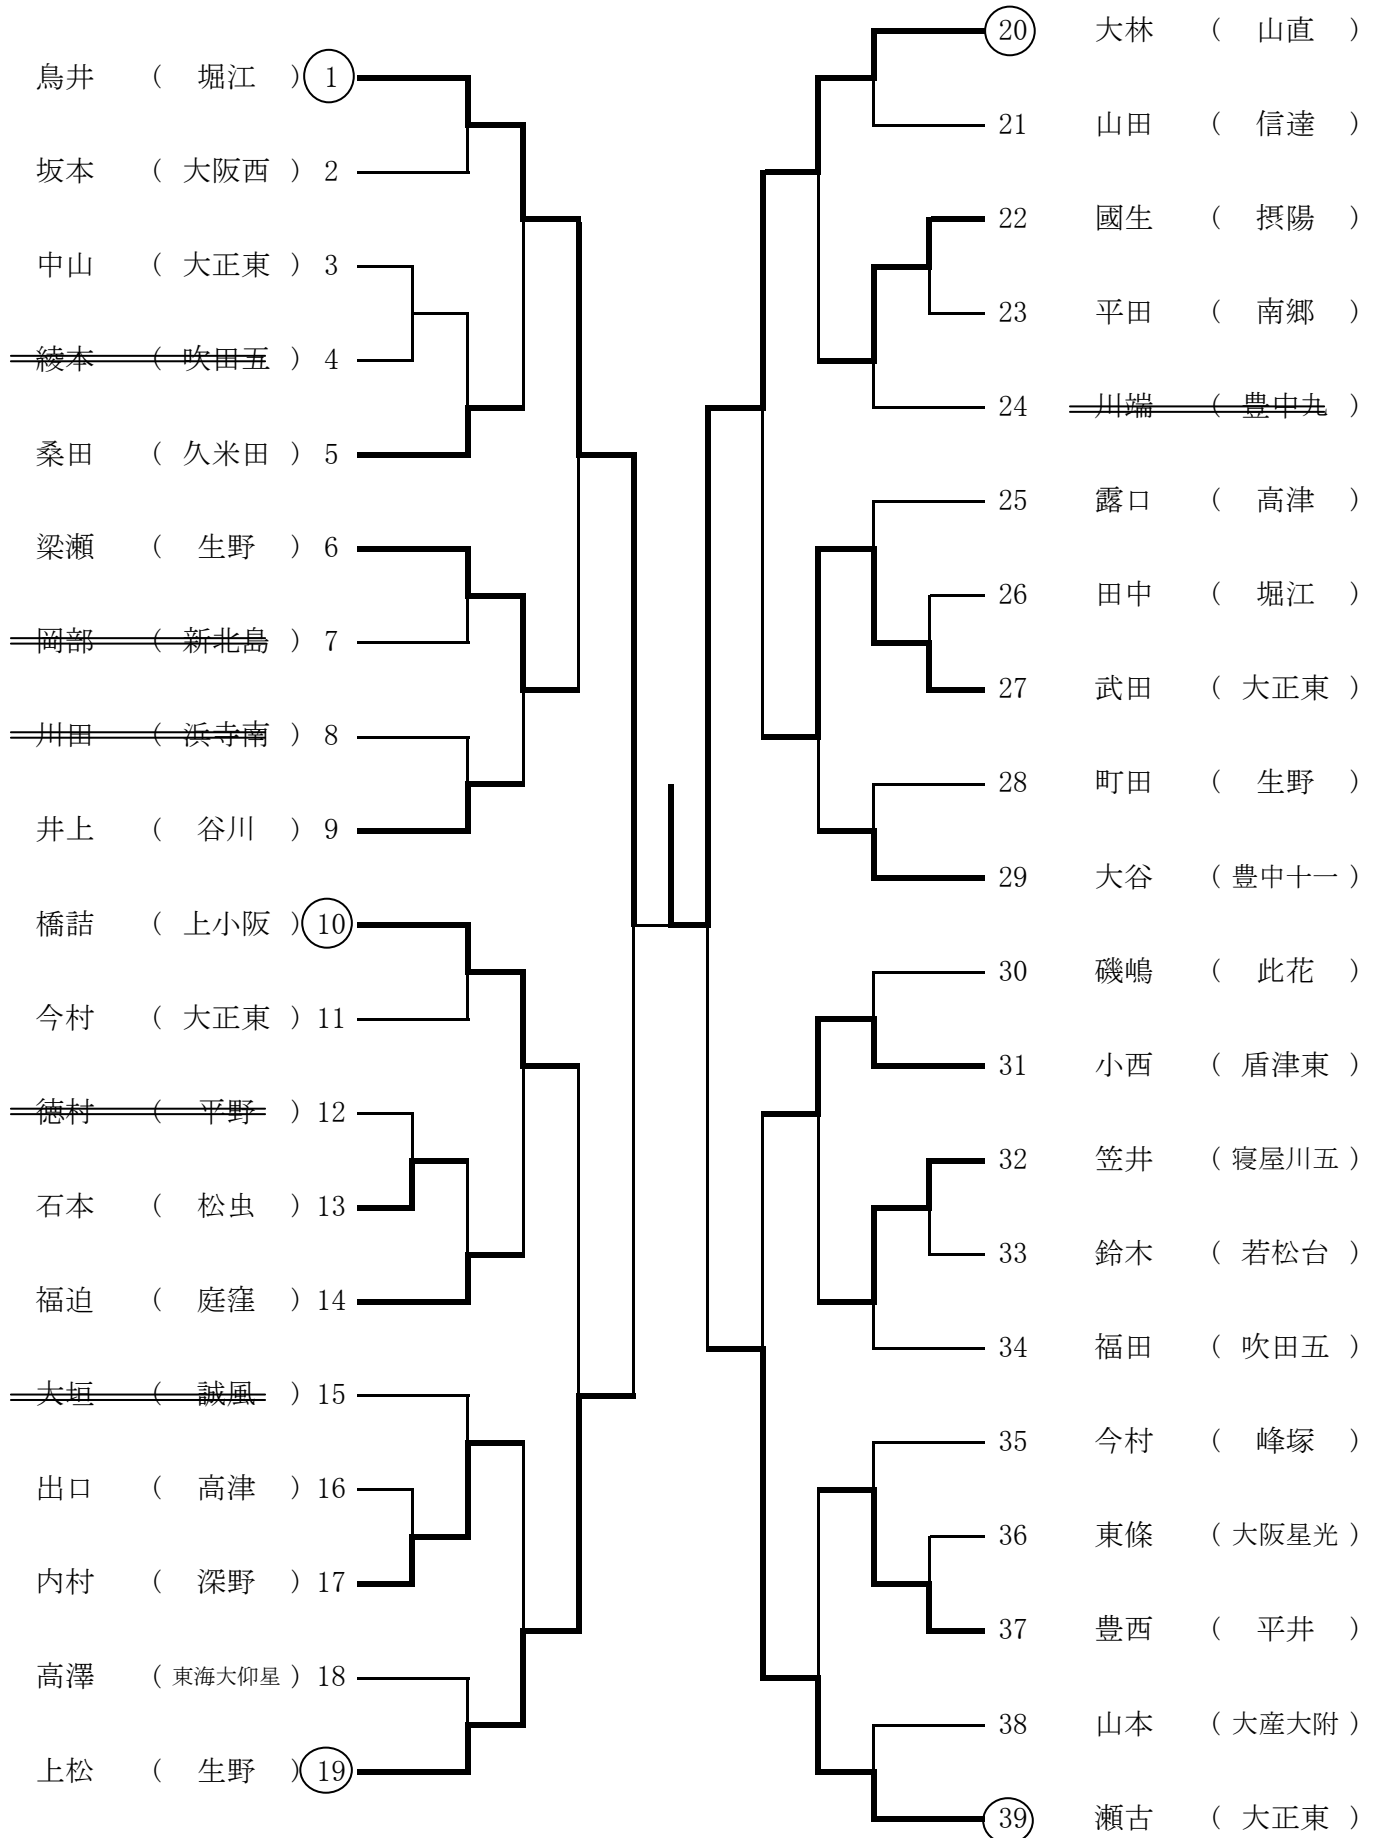 鳥井 ( 堀江 ) 1
坂本 ( 大阪西 ) 2
中山 ( 大正東 ) 3
綾本 ( 吹田五 ) 4
桑田 ( 久米田 ) 5
梁瀬 ( 生野 ) 6
岡部 ( 新北島 ) 7
川田 ( 浜寺南 ) 8
井上 ( 谷川 ) 9
橋詰 ( 上小阪 ) 10
今村 ( 大正東 ) 11
徳村 ( 平野 ) 12
石本 ( 松虫 ) 13
福迫 ( 庭窪 ) 14
大垣 ( 誠風 ) 15
出口 ( 高津 ) 16
内村 ( 深野 ) 17
高澤 ( 東海大仰星 ) 18
上松 ( 生野 ) 19
20 大林 ( 山直 )
21 山田 ( 信達 )
22 國生 ( 摂陽 )
23 平田 ( 南郷 )
24 川端 ( 豊中九 )
25 露口 ( 高津 )
26 田中 ( 堀江 )
27 武田 ( 大正東 )
28 町田 ( 生野 )
29 大谷 ( 豊中十一 )
30 磯嶋 ( 此花 )
31 小西 ( 盾津東 )
32 笠井 ( 寝屋川五 )
33 鈴木 ( 若松台 )
34 福田 ( 吹田五 )
35 今村 ( 峰塚 )
36 東條 ( 大阪星光 )
37 豊西 ( 平井 )
38 山本 ( 大産大附 )
39 瀬古 ( 大正東 )